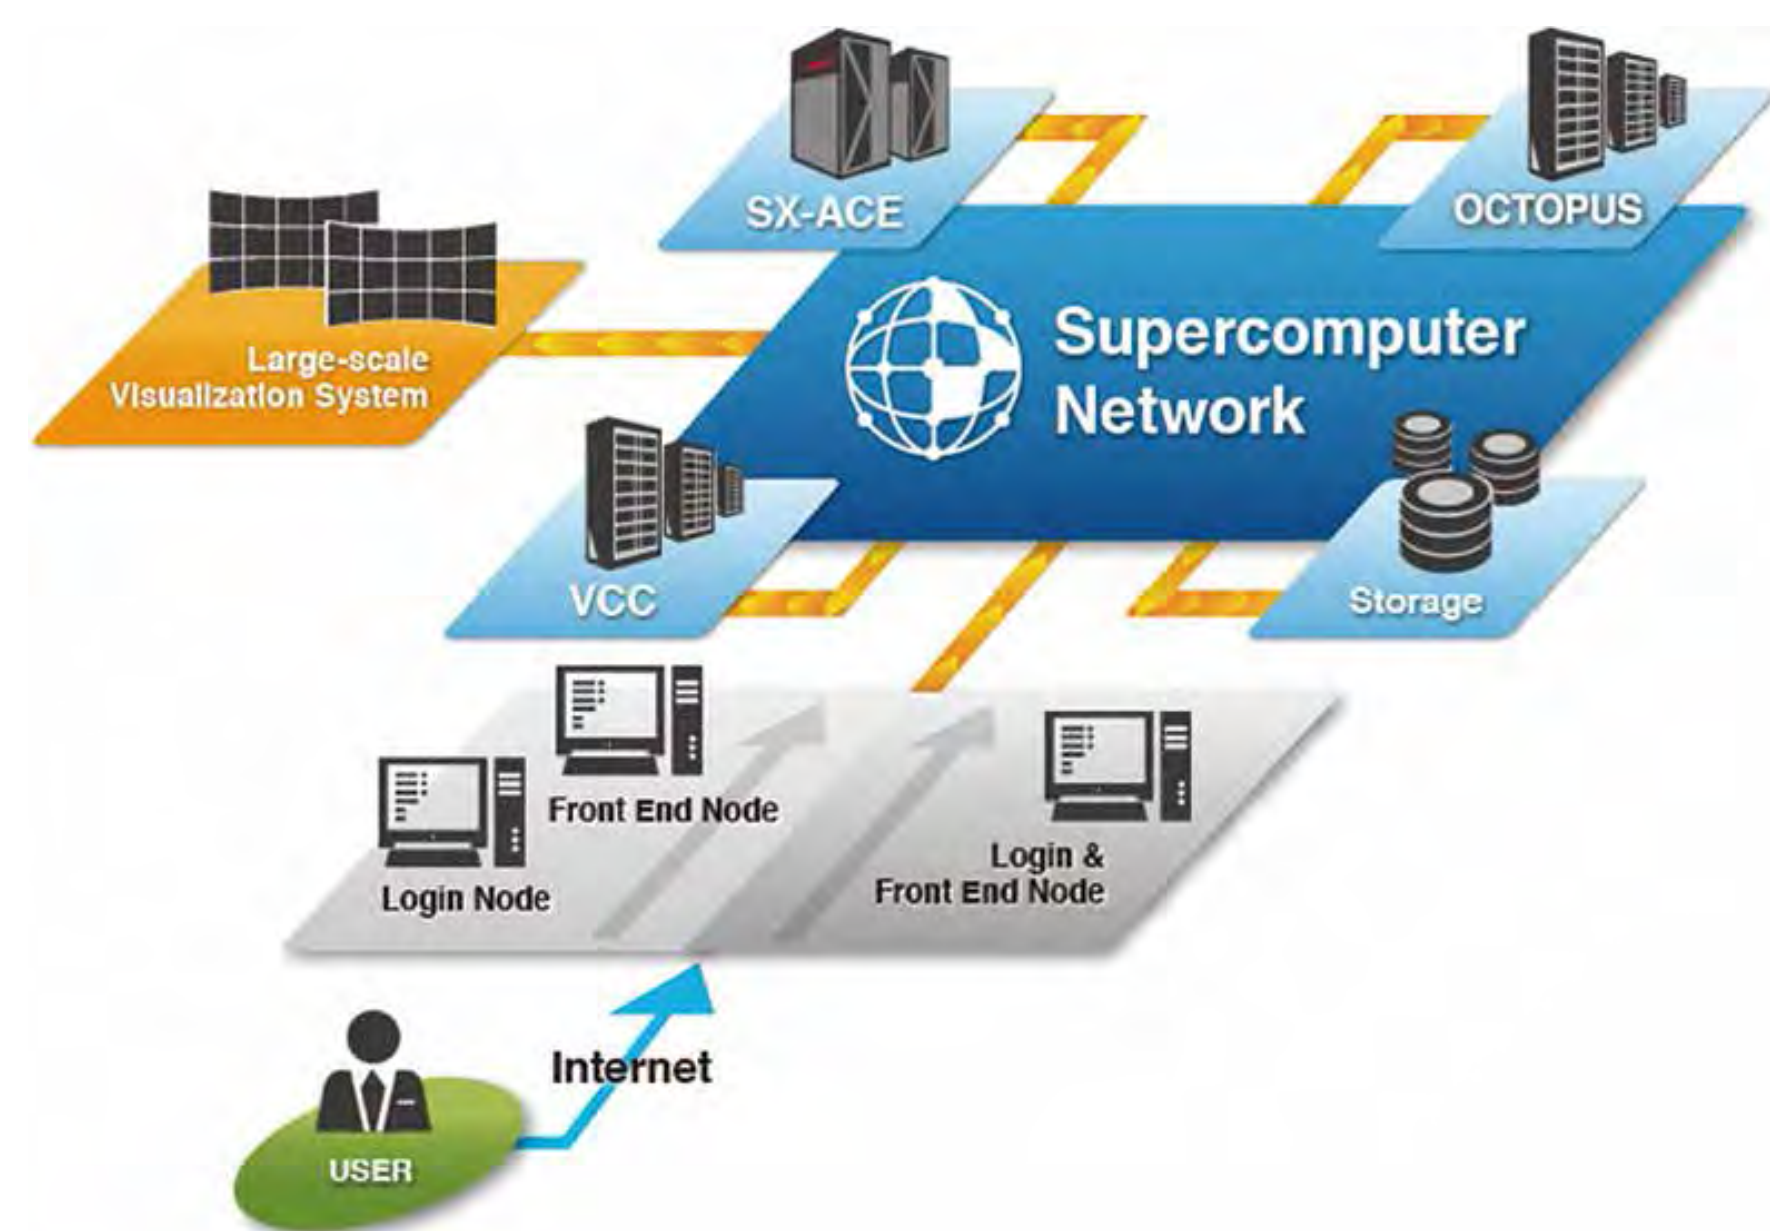 SX-ACE
OCTOPUS
Supercomputer
Network
Large-scale
Visualization System
VCC
Storage
Front End Node
Login Node
Login &
Front End Node
Internet
USER